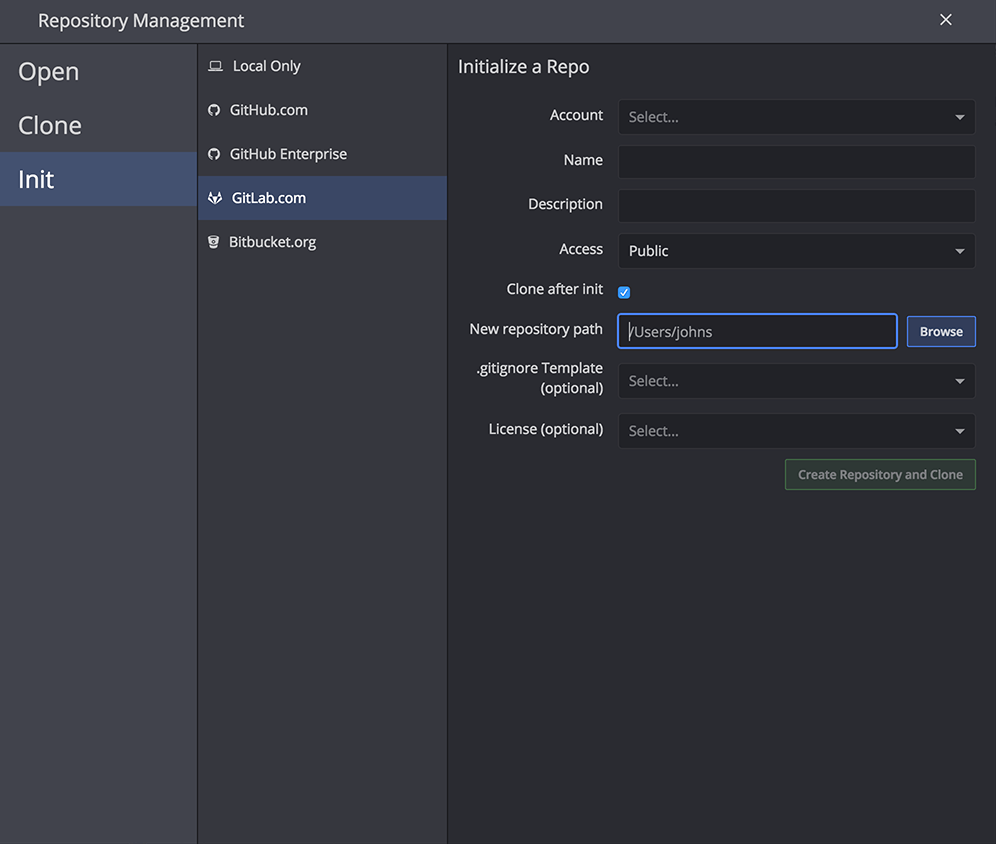 Repository Management
Open
Clone
Init
Local Only
GitHub.com
GitHub Enterprise
GitLab.com
Bitbucket.org
Initialize a Repo
Account Select...
Name
Description
Access Public
Clone after init
New repository path /Users/johns Browse
.gitignore Template
(optional) Select...
License (optional) Select...
Create Repository and Clone